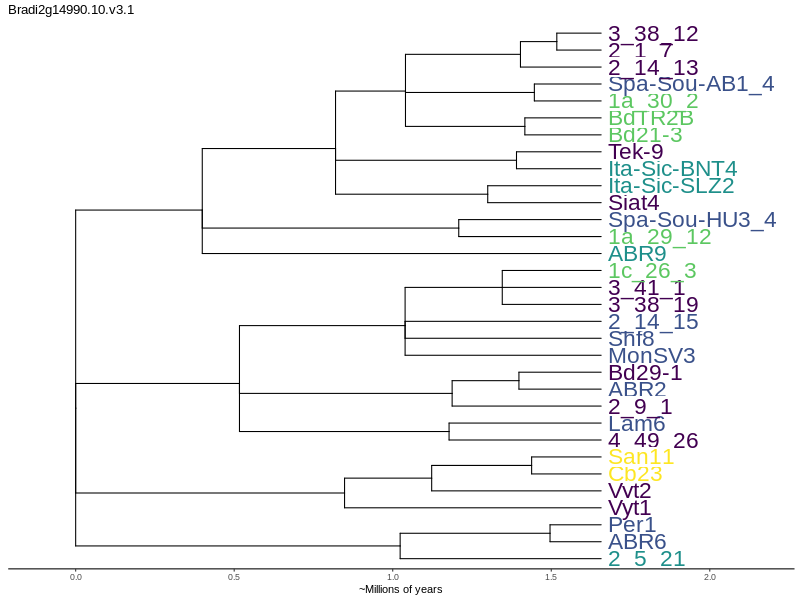 Bradi2g14990.10.v3.1
3_38_12
2_1_7
2_14_13
Spa-Sou-AB1_4
1a_30_2
BdTR2B
Bd21-3
Tek-9
Ita-Sic-BNT4
Ita-Sic-SLZ2
Siat4
Spa-Sou-HU3_4
1a_29_12
ABR9
1c_26_3
3_41_1
3_38_19
2_14_15
Shf8
MonSV3
Bd29-1
ABR2
2_9_1
Lam6
4_49_26
San11
Cb23
Vyt2
Vyt1
Per1
ABR6
2_5_21
0.0 0.5 1.0 1.5 2.0
~Millions of years